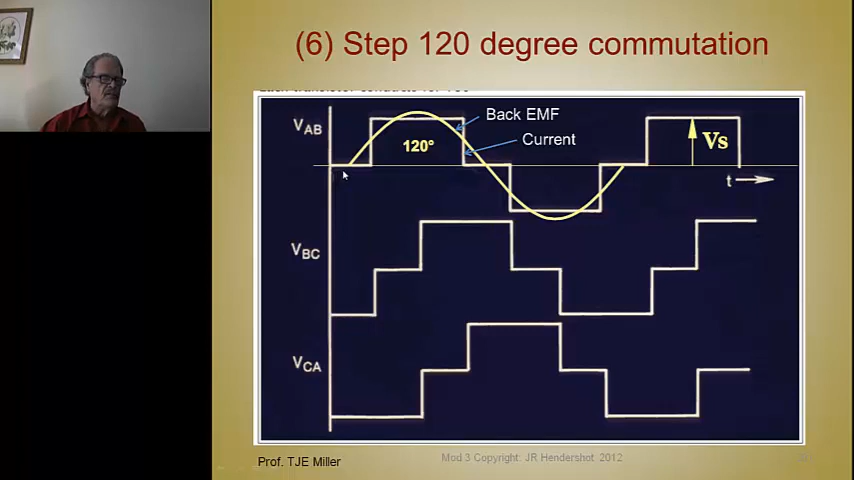 (6) Step 120 degree commutation
VAB
Back EMF
Current
120°
Vs
t
VBC
VCA
Prof. TJE Miller
Mod 3 Copyright: JR Hendershot 2012